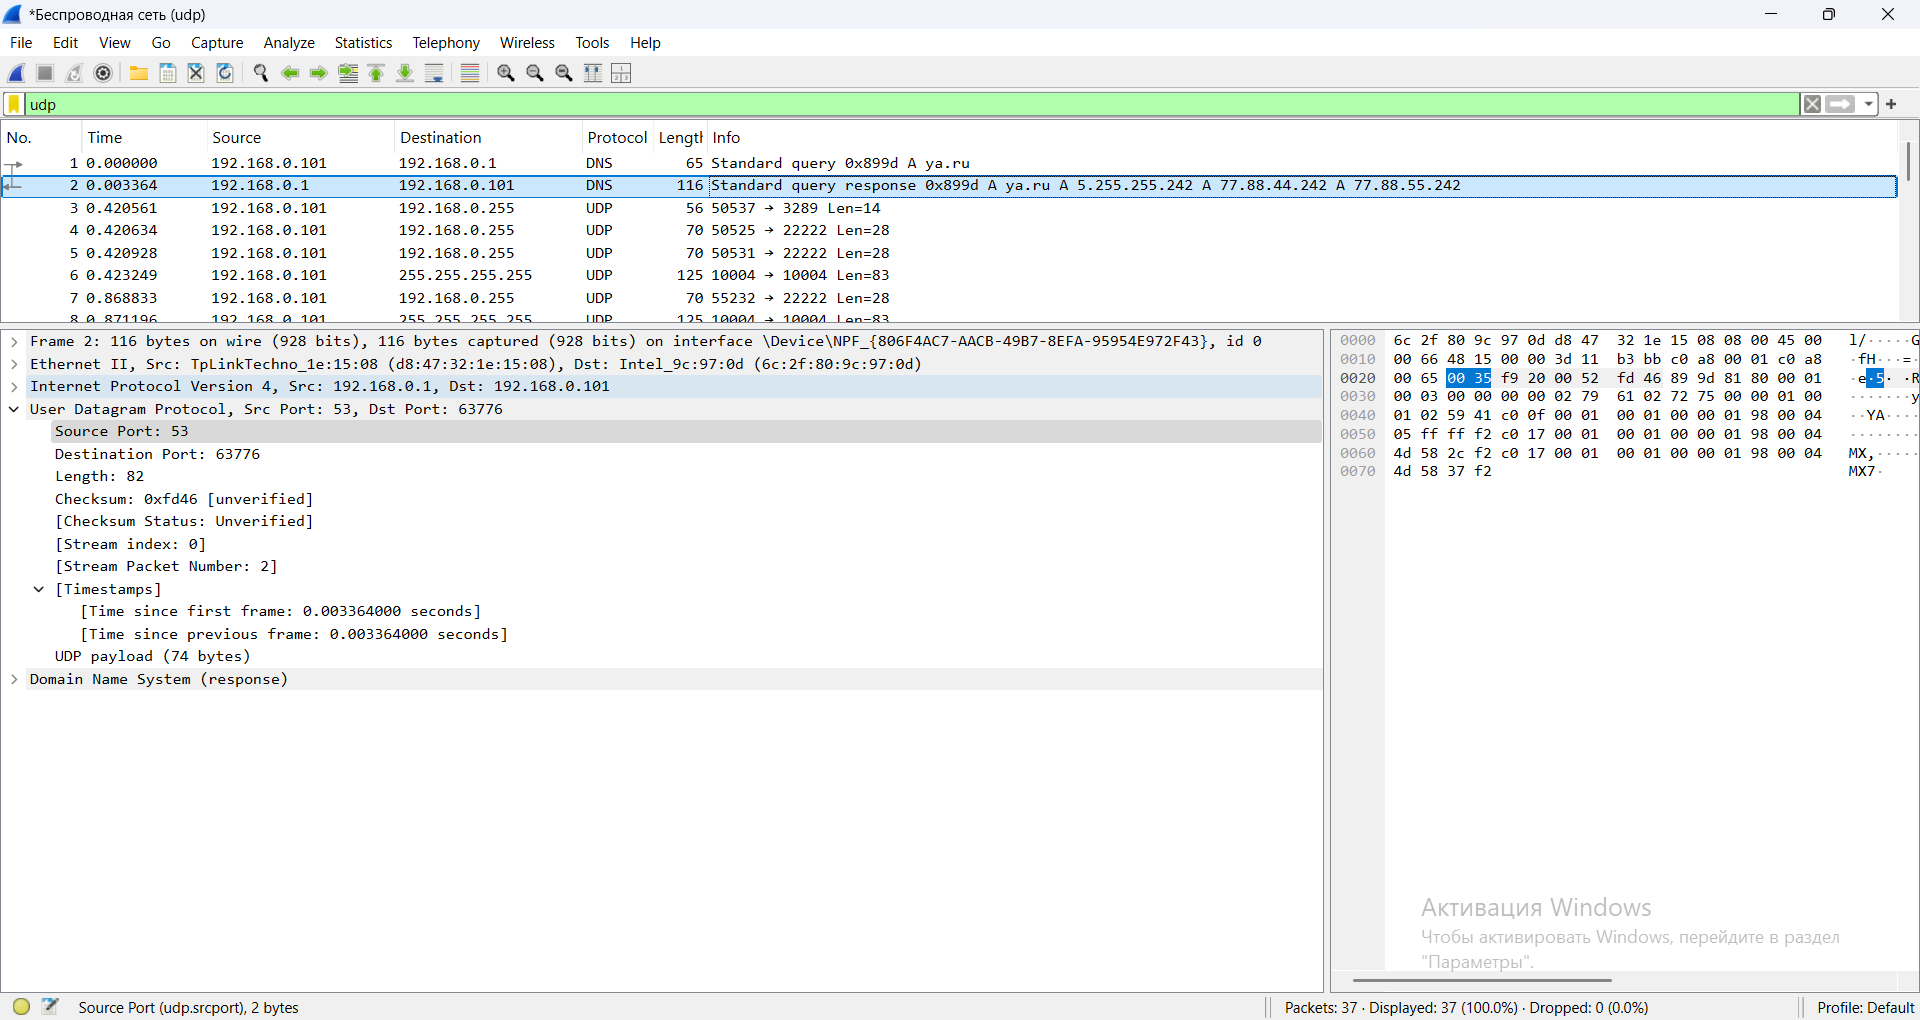 *Беспроводная сеть (udp)
File Edit View Go Capture Analyze Statistics Telephony Wireless Tools Help
udp
No. Time Source Destination Protocol Length Info
1 0.000000 192.168.0.101 192.168.0.1 DNS 65 Standard query 0x899d A ya.ru
2 0.003364 192.168.0.1 192.168.0.101 DNS 116 Standard query response 0x899d A ya.ru A 5.255.255.242 A 77.88.44.242 A 77.88.55.242
3 0.420561 192.168.0.101 192.168.0.255 UDP 56 50537 → 3289 Len=14
4 0.420634 192.168.0.101 192.168.0.255 UDP 70 50525 → 22222 Len=28
5 0.420928 192.168.0.101 192.168.0.255 UDP 70 50531 → 22222 Len=28
6 0.423249 192.168.0.101 255.255.255.255 UDP 125 10004 → 10004 Len=83
7 0.868833 192.168.0.101 192.168.0.255 UDP 70 55232 → 22222 Len=28
8 0.871196 192.168.0.101 255.255.255.255 UDP 125 10004 → 10004 Len=83
Frame 2: 116 bytes on wire (928 bits), 116 bytes captured (928 bits) on interface \Device\NPF_{806F4AC7-AACB-49B7-8EFA-95954E972F43}, id 0
Ethernet II, Src: TpLinkTechno_1e:15:08 (d8:47:32:1e:15:08), Dst: Intel_9c:97:0d (6c:2f:80:9c:97:0d)
Internet Protocol Version 4, Src: 192.168.0.1, Dst: 192.168.0.101
User Datagram Protocol, Src Port: 53, Dst Port: 63776
Source Port: 53
Destination Port: 63776
Length: 82
Checksum: 0xfd46 [unverified]
[Checksum Status: Unverified]
[Stream index: 0]
[Stream Packet Number: 2]
[Timestamps]
[Time since first frame: 0.003364000 seconds]
[Time since previous frame: 0.003364000 seconds]
UDP payload (74 bytes)
Domain Name System (response)
0000 6c 2f 80 9c 97 0d d8 47 32 1e 15 08 08 00 45 00 l/·····G
0010 00 66 48 15 00 00 3d 11 b3 bb c0 a8 00 01 c0 a8 ·fH···=·
0020 00 65 00 35 f9 20 00 52 fd 46 89 9d 81 80 00 01 ·e·5· ·R
0030 00 03 00 00 00 00 02 79 61 02 72 75 00 00 01 00 ·······y
0040 01 02 59 41 c0 0f 00 01 00 01 00 00 01 98 00 04 ··YA····
0050 05 ff ff f2 c0 17 00 01 00 01 00 00 01 98 00 04 ········
0060 4d 58 2c f2 c0 17 00 01 00 01 00 00 01 98 00 04 MX,·····
0070 4d 58 37 f2 MX7·
Активация Windows
Чтобы активировать Windows, перейдите в раздел
"Параметры".
Source Port (udp.srcport), 2 bytes
Packets: 37 · Displayed: 37 (100.0%) · Dropped: 0 (0.0%)
Profile: Default